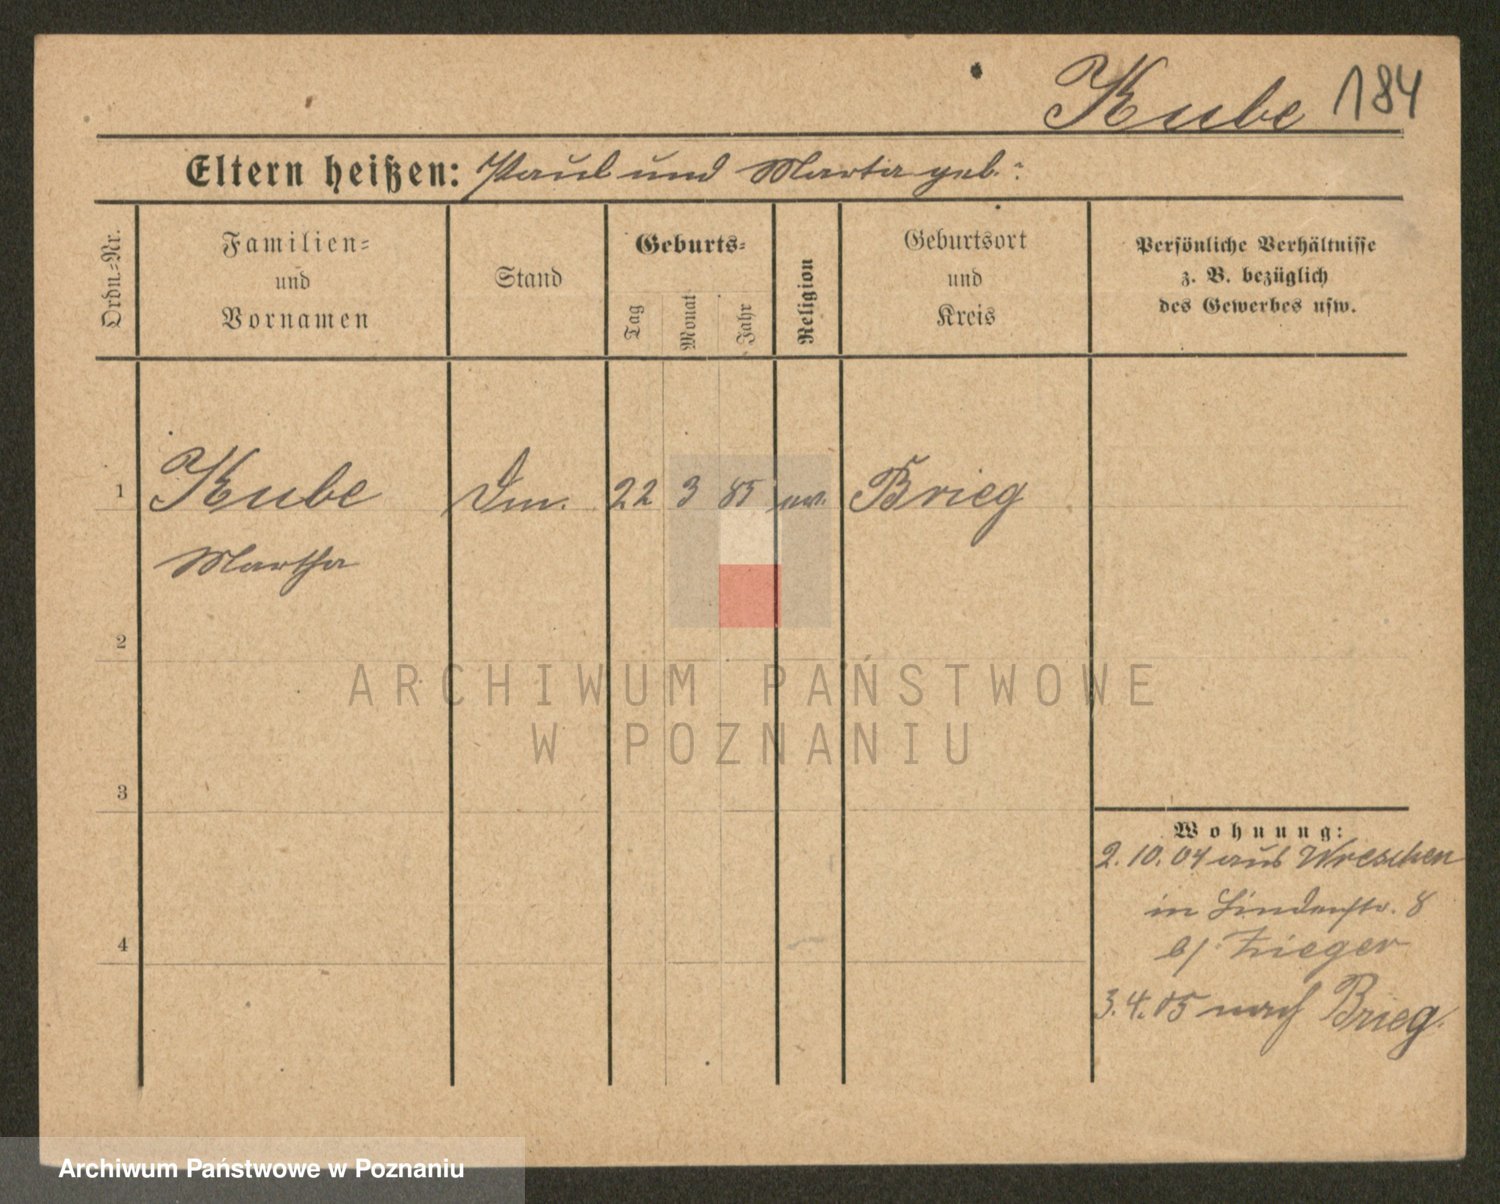 Kube 184
Eltern heißen: Paul und Marta geb.:
Ordn.=Nr.
Familien=
und
Vornamen
Stand
Geburts=
Tag
Monat
Jahr
Religion
Geburtsort
und
Kreis
Persönliche Verhältnisse
z. B. bezüglich
des Gewerbes usw.
1 Kube 22 3 85 ev. Brieg
Martha
2
3
4
Wohnung:
2.10.04 aus Wreschen
in Lindenstr. 8
b/ Zieger
3.4.05 nach Brieg.
ARCHIWUM PAŃSTWOWE
W POZNANIU
Archiwum Państwowe w Poznaniu